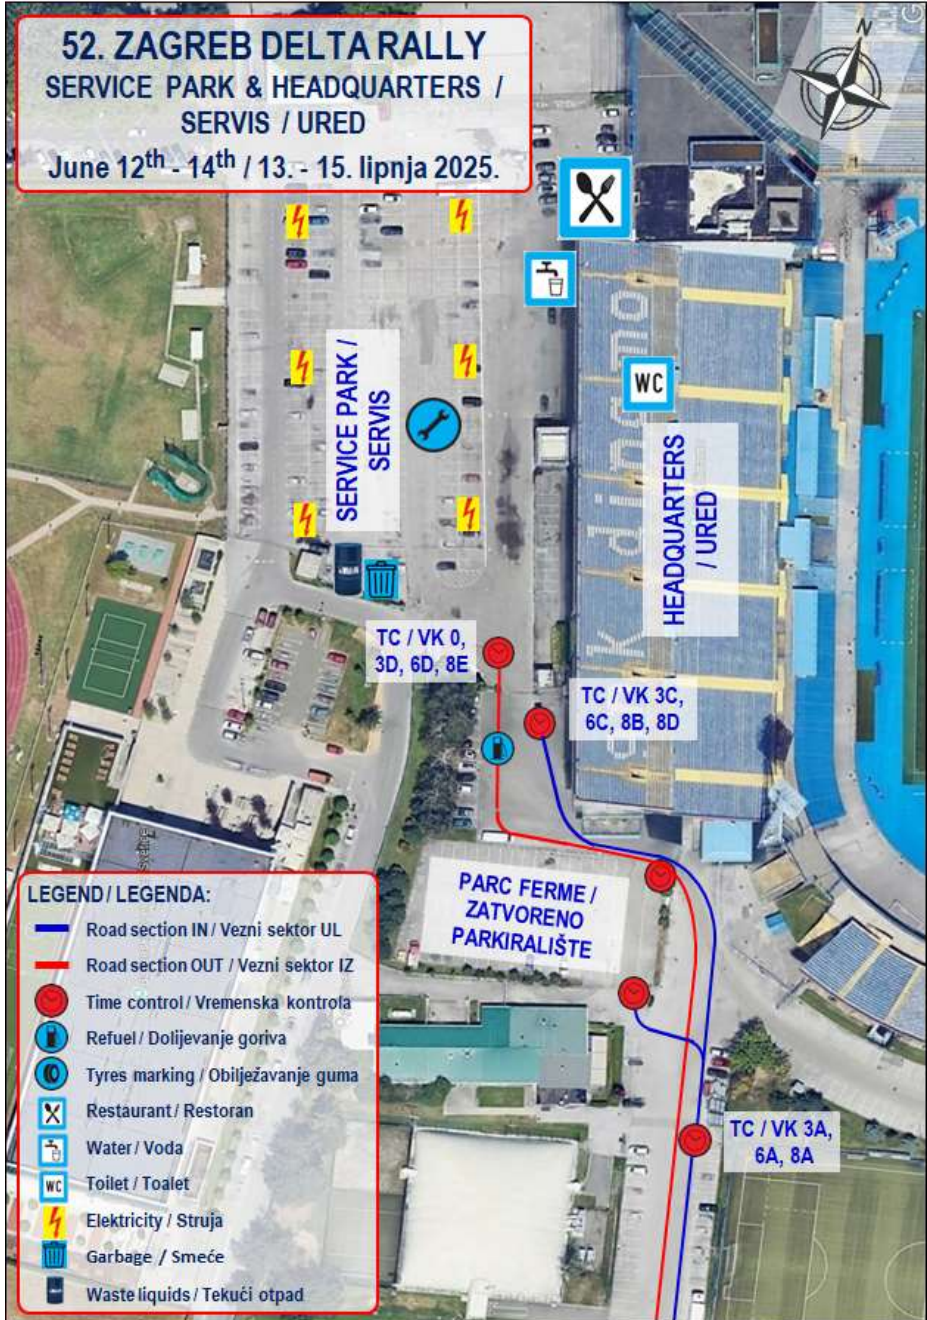 52. ZAGREB DELTA RALLY
SERVICE PARK & HEADQUARTERS /
SERVIS / URED
June 12th - 14th / 13. - 15. lipnja 2025.
N
SERVICE PARK /
SERVIS
WC
dinamo
HEADQUARTERS
/ URED
TC / VK 0,
3D, 6D, 8E
TC / VK 3C,
6C, 8B, 8D
PARC FERME /
ZATVORENO
PARKIRALIŠTE
TC / VK 3A,
6A, 8A
LEGEND / LEGENDA:
Road section IN / Vezni sektor UL
Road section OUT / Vezni sektor IZ
Time control / Vremenska kontrola
Refuel / Dolijevanje goriva
Tyres marking / Obilježavanje guma
Restaurant / Restoran
Water / Voda
WC
Toilet / Toalet
Elektricity / Struja
Garbage / Smeće
Waste liquids / Tekući otpad